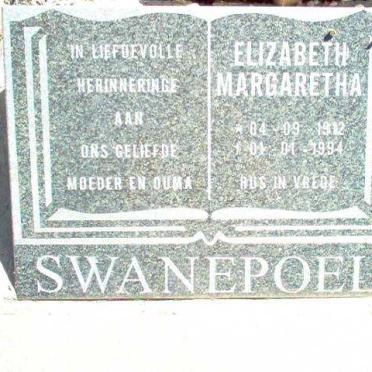 IN LIEFDEVOLLE
HERINNERINGE
AAN
ONS GELIEFDE
MOEDER EN OUMA
ELIZABETH
MARGARETHA
* 04 - 09 - 1912
† 01 - 01 - 1994
RUS IN VREDE
SWANEPOEL